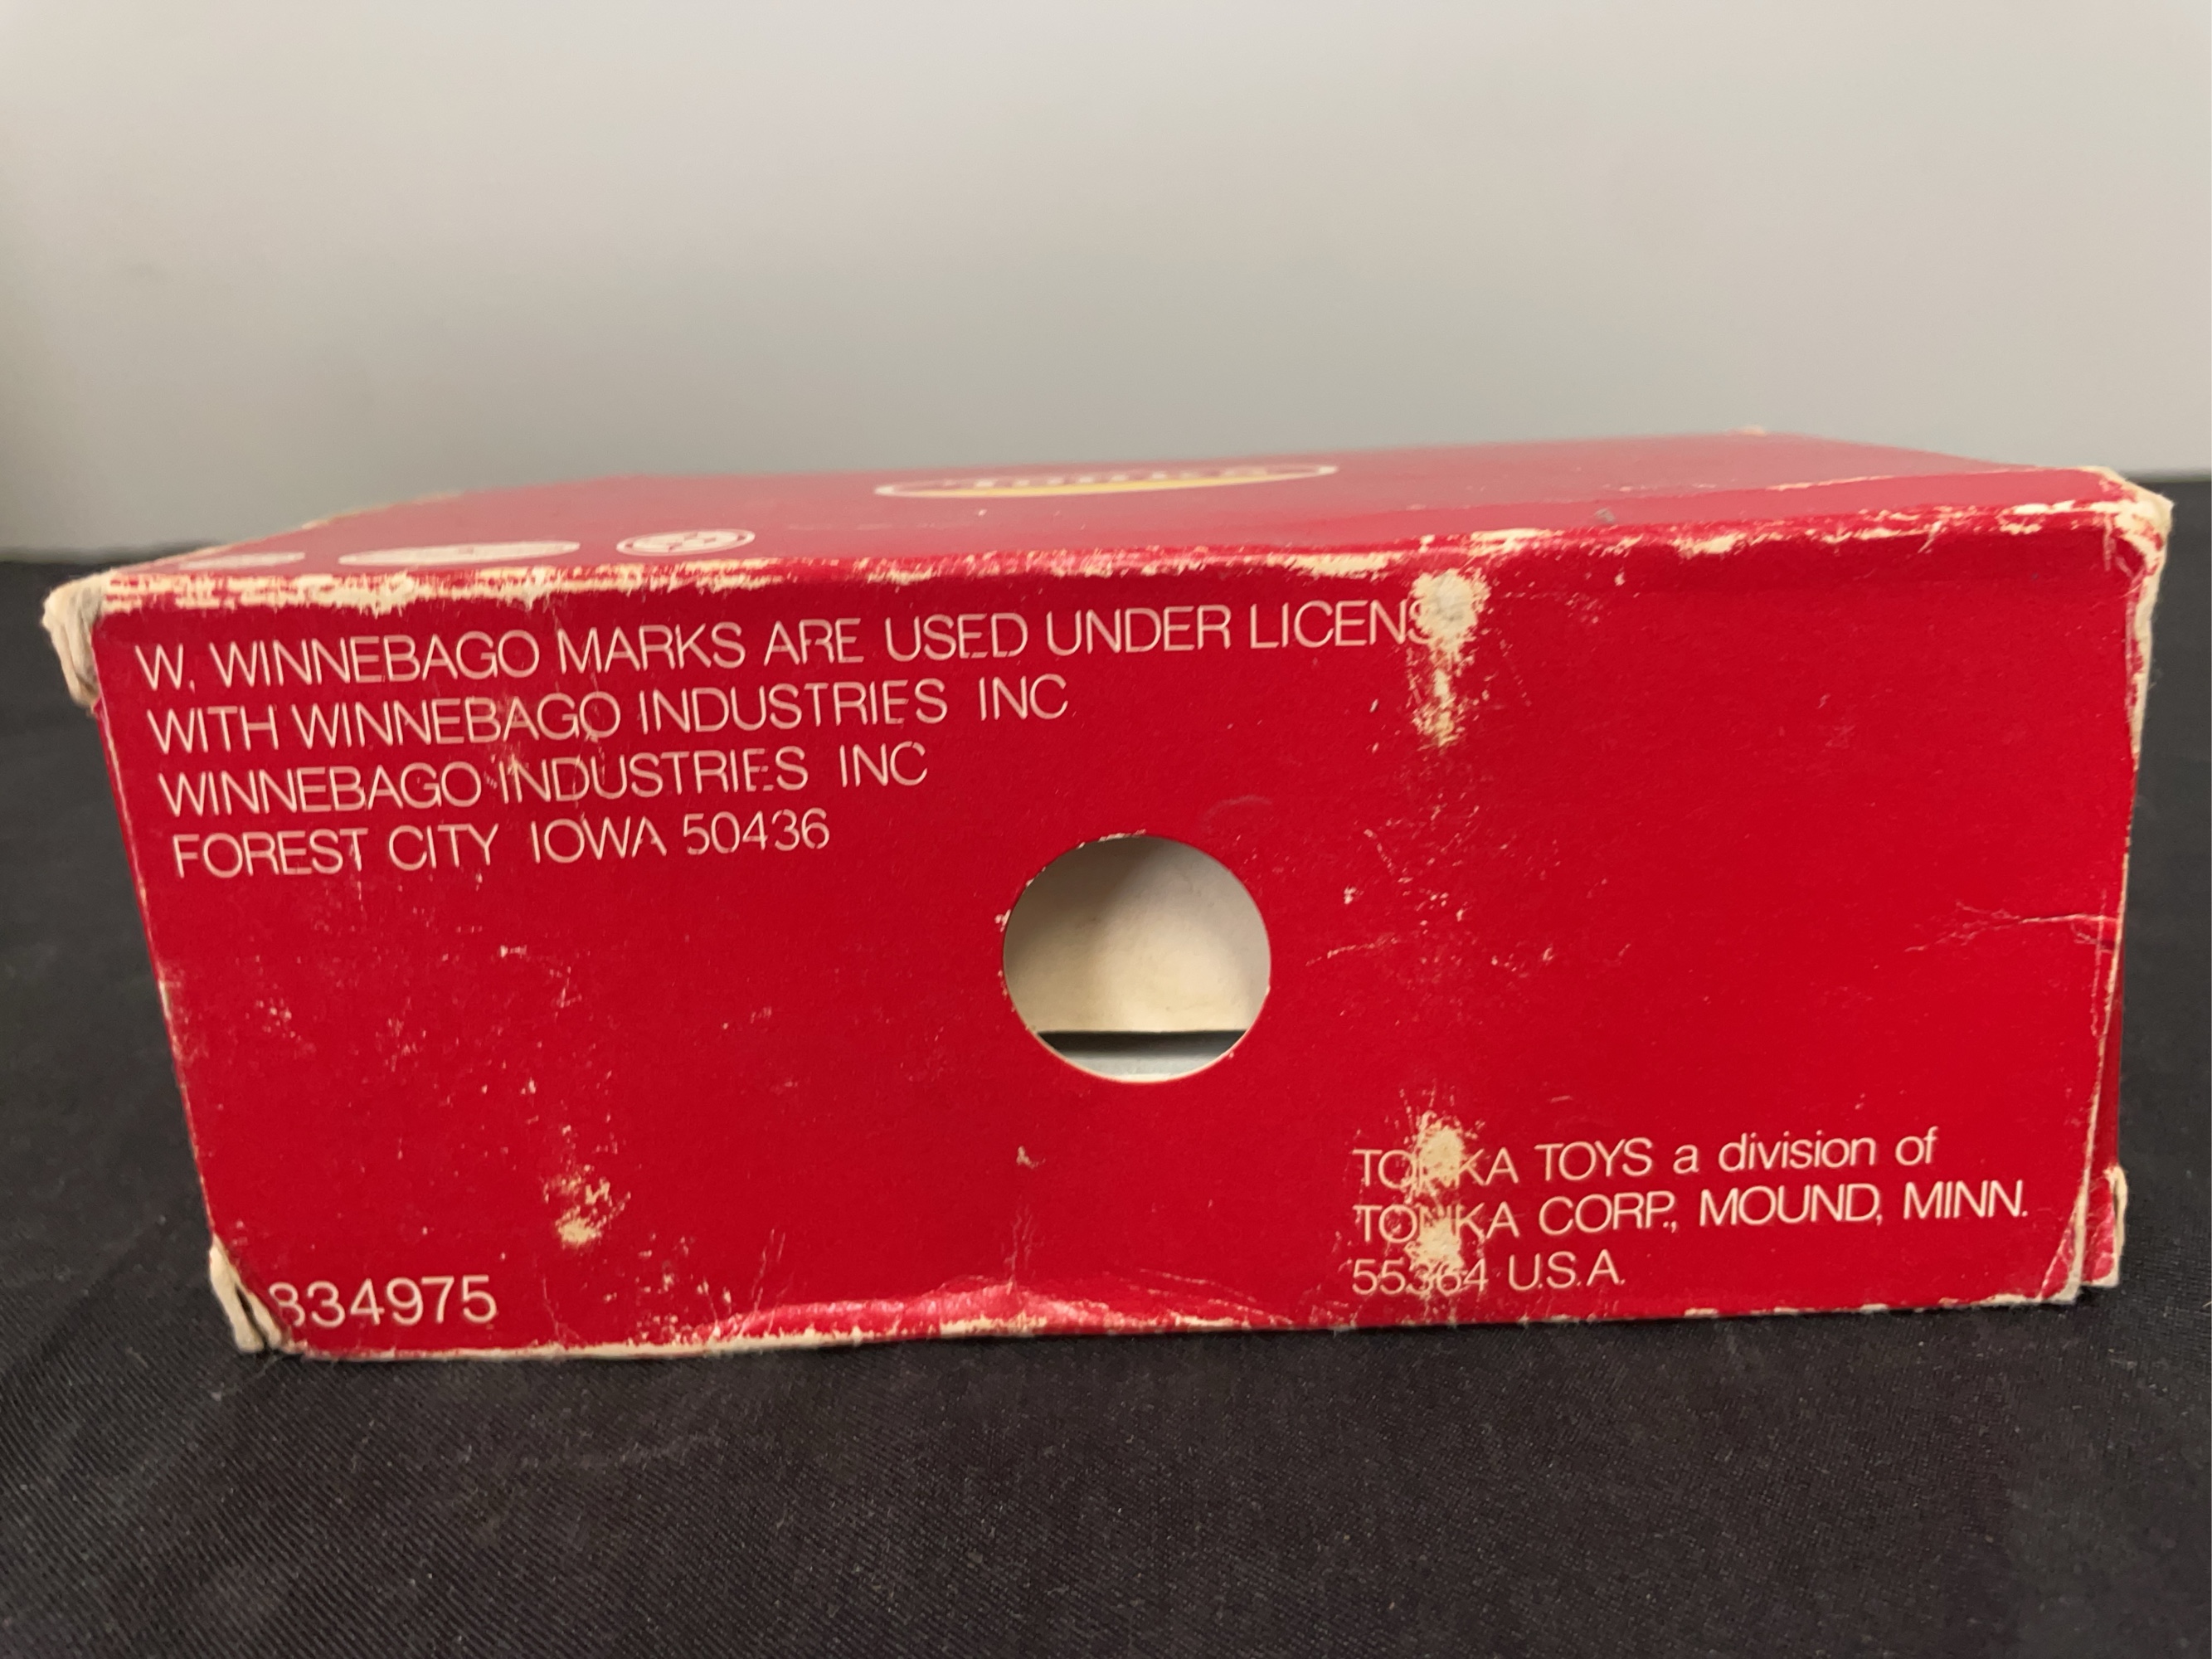 W, WINNEBAGO MARKS ARE USED UNDER LICENS
WITH WINNEBAGO INDUSTRIES INC
WINNEBAGO INDUSTRIES INC
FOREST CITY IOWA 50436
TONKA TOYS a division of
TONKA CORP., MOUND, MINN.
55364 U.S.A.
834975